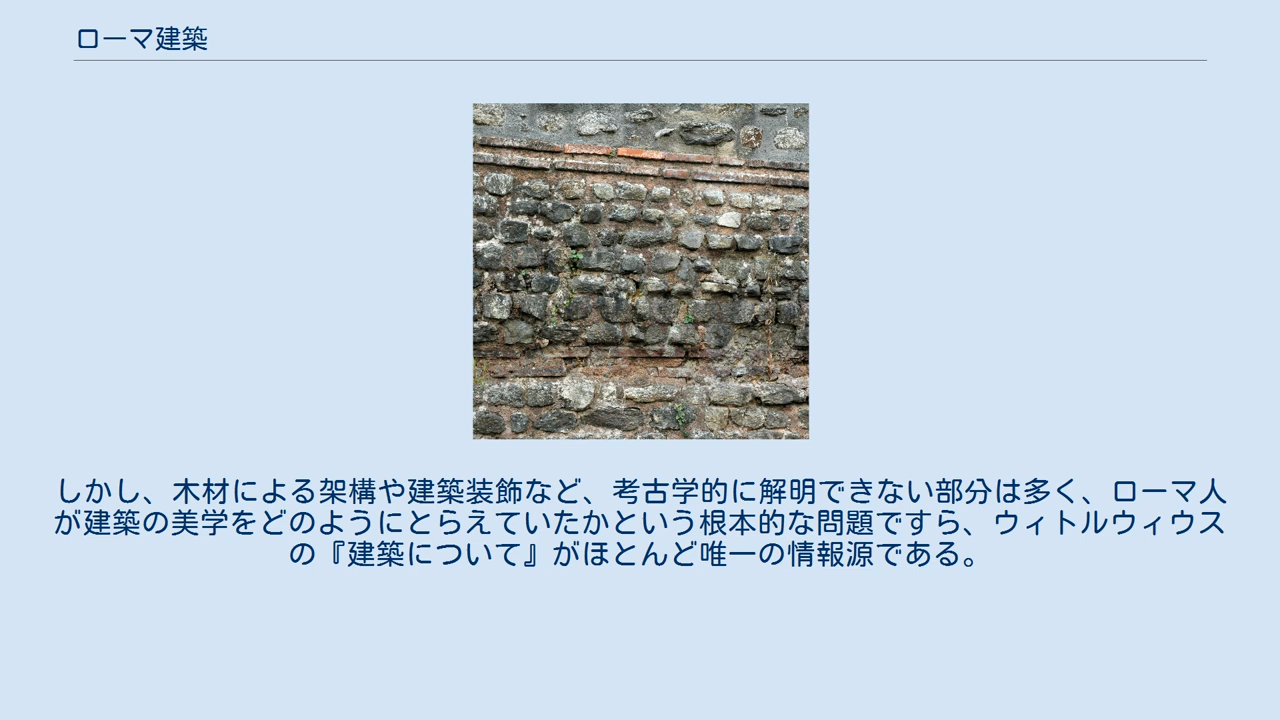 ローマ建築
しかし、木材による架構や建築装飾など、考古学的に解明できない部分は多く、ローマ人
が建築の美学をどのようにとらえていたかという根本的な問題ですら、ウィトルウィウス
の『建築について』がほとんど唯一の情報源である。